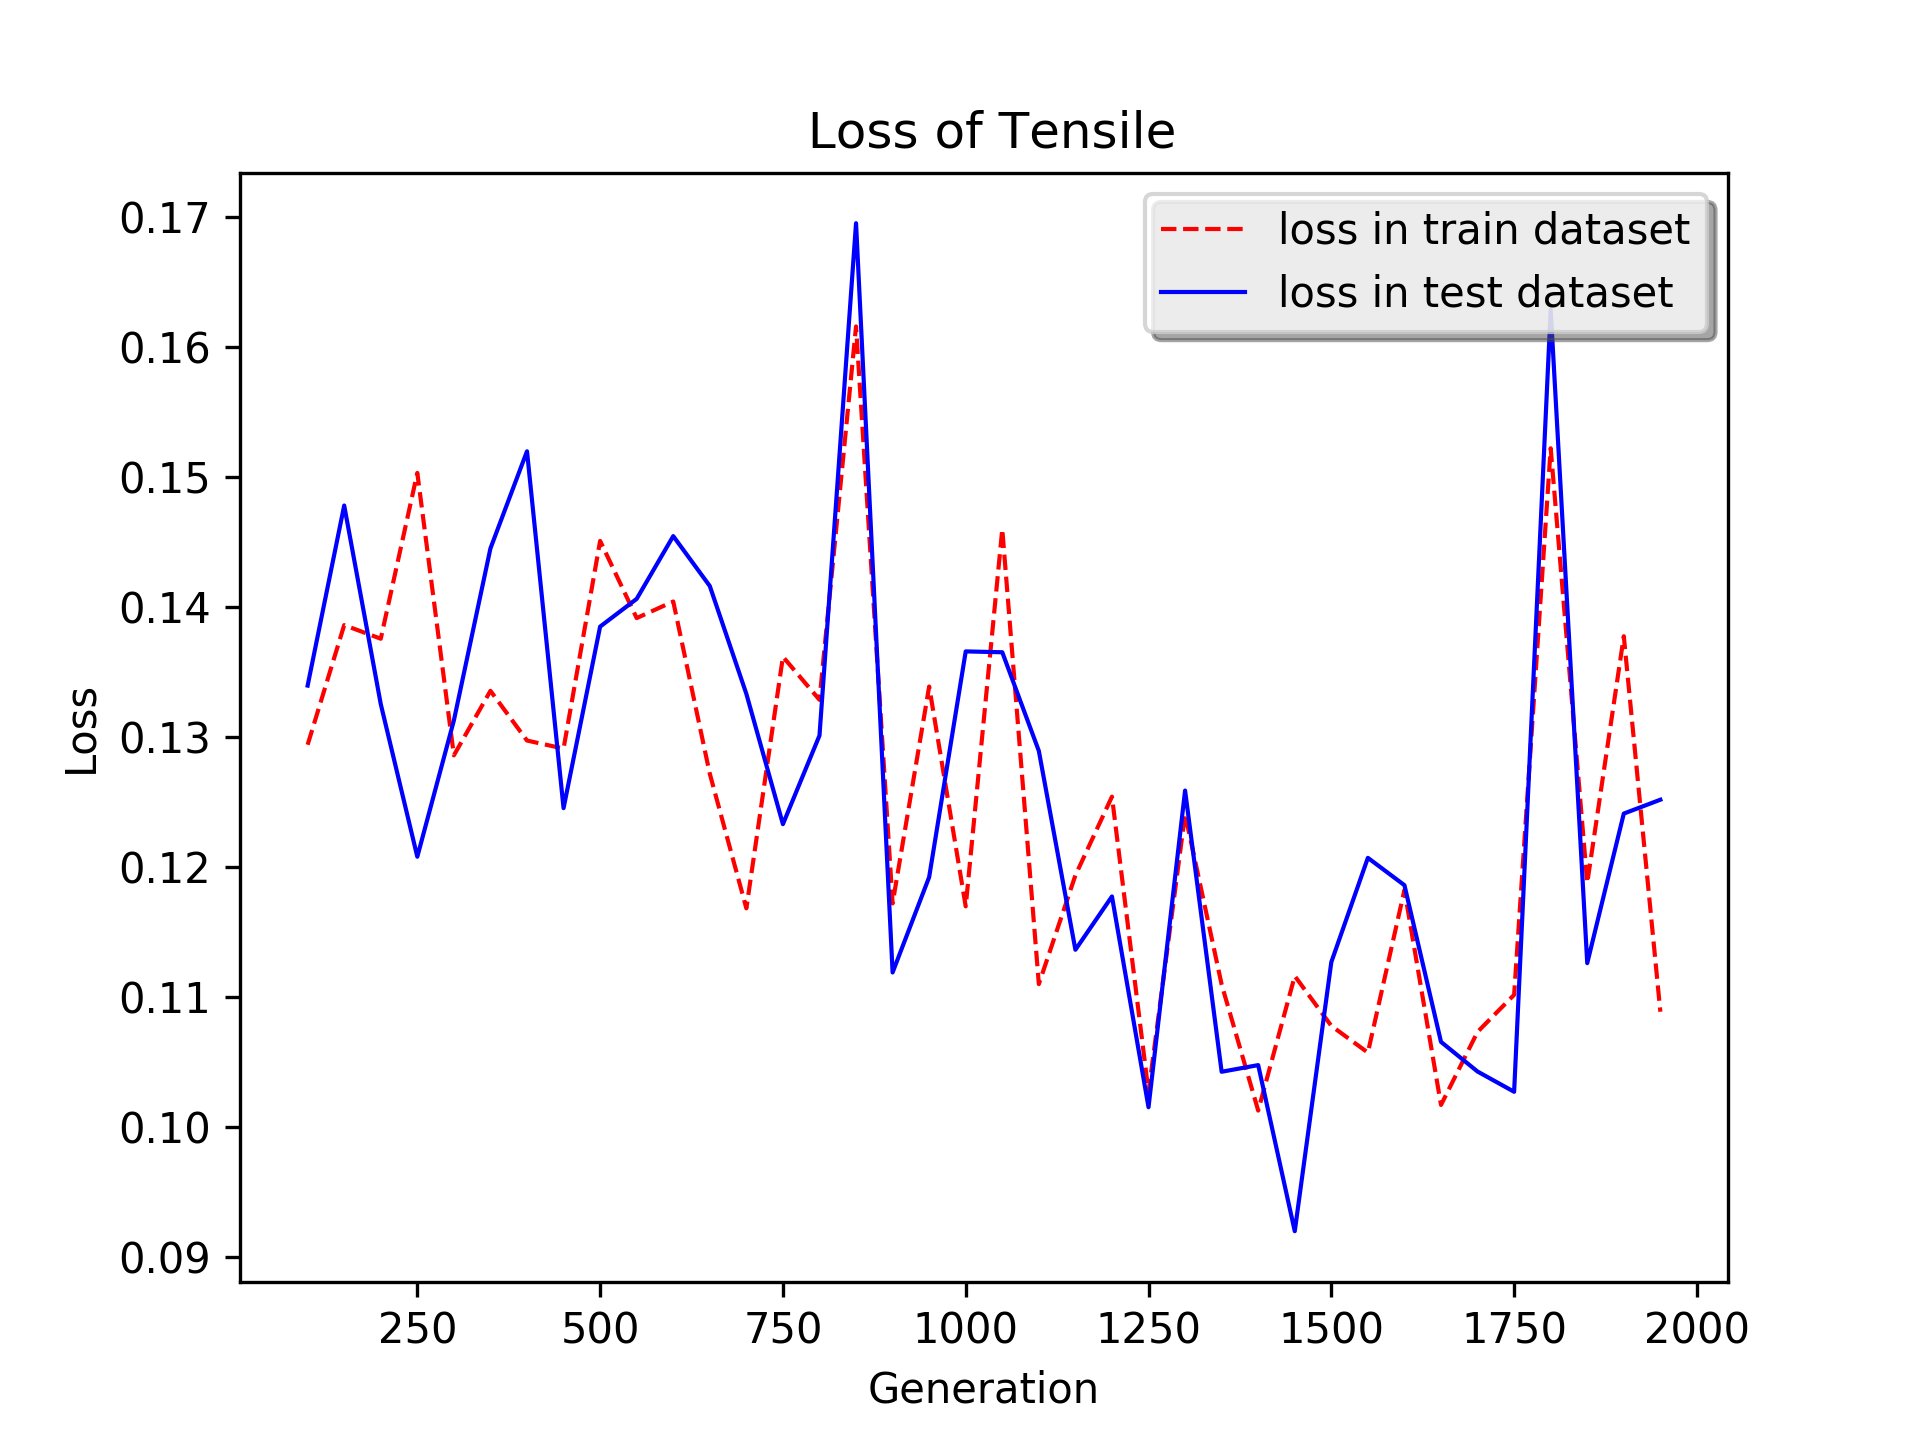 Loss of Tensile
loss in train dataset
loss in test dataset
0.17
0.16
0.15
0.14
0.13
0.12
0.11
0.10
0.09
Loss
250 500 750 1000 1250 1500 1750 2000
Generation